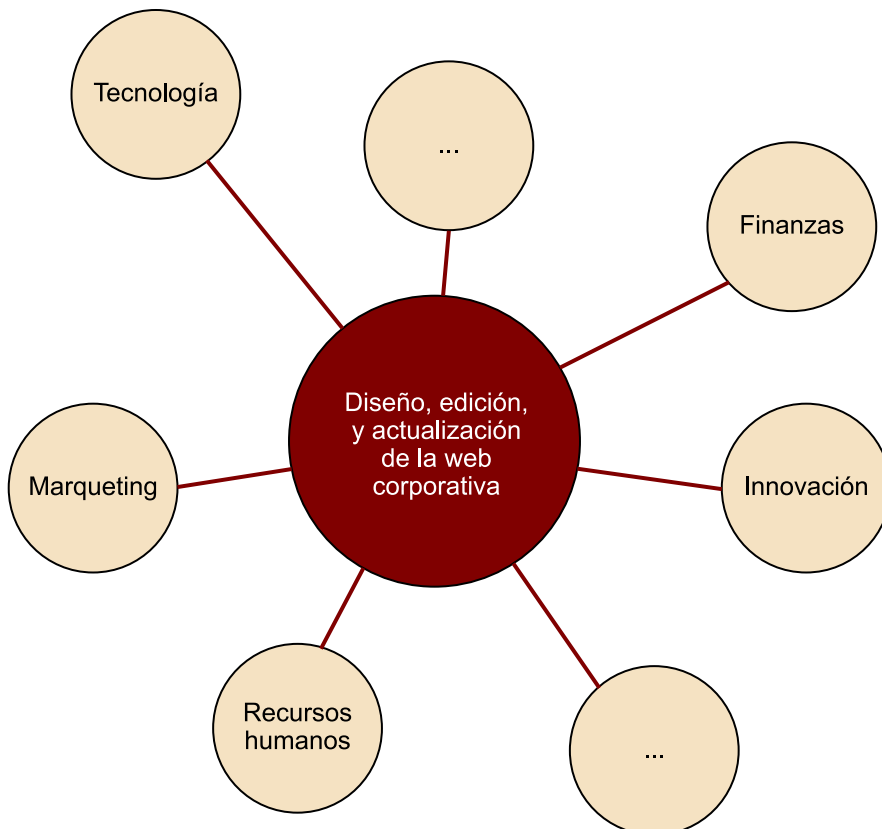 Tecnología
...
Finanzas
Diseño, edición,
y actualización
de la web
corporativa
Marqueting
Innovación
Recursos
humanos
...